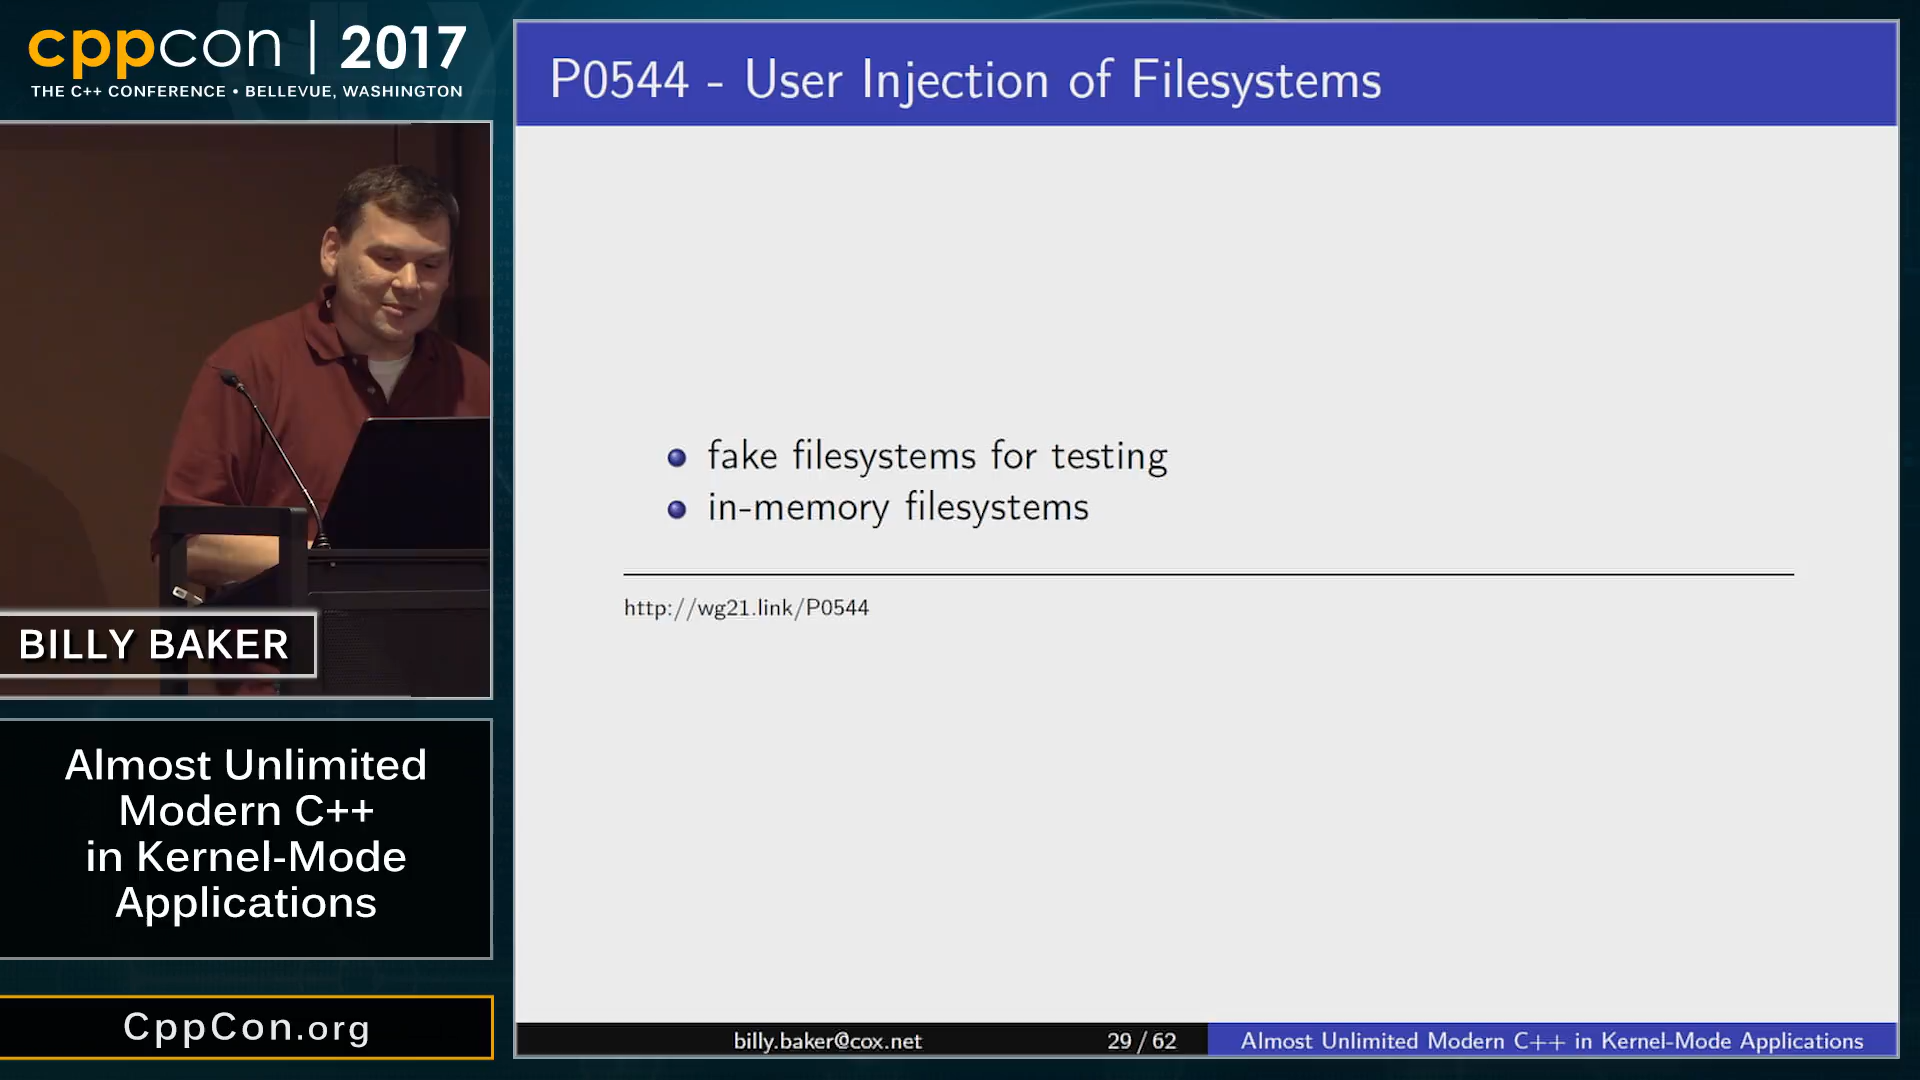 cppcon | 2017
THE C++ CONFERENCE • BELLEVUE, WASHINGTON
BILLY BAKER
Almost Unlimited
Modern C++
in Kernel-Mode
Applications
CppCon.org
P0544 - User Injection of Filesystems
fake filesystems for testing
in-memory filesystems
http://wg21.link/P0544
billy.baker@cox.net
29 / 62
Almost Unlimited Modern C++ in Kernel-Mode Applications